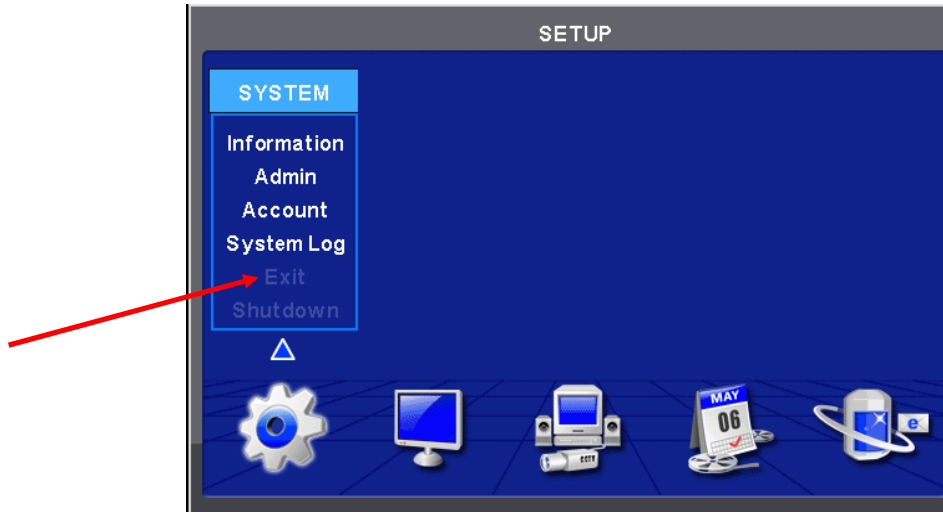 SETUP
SYSTEM
Information
Admin
Account
System Log
Exit
Shutdown
MAY
06
CCTV
e